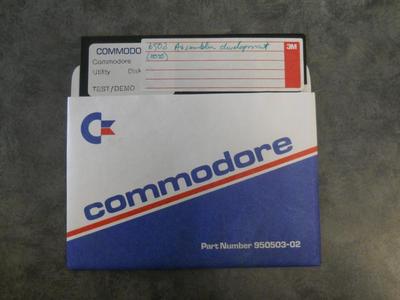 COMMODO
Commodore
Utility Disk
TEST/DEMO
6502 Assembler development
3M
commodore
Part Number 950503-02